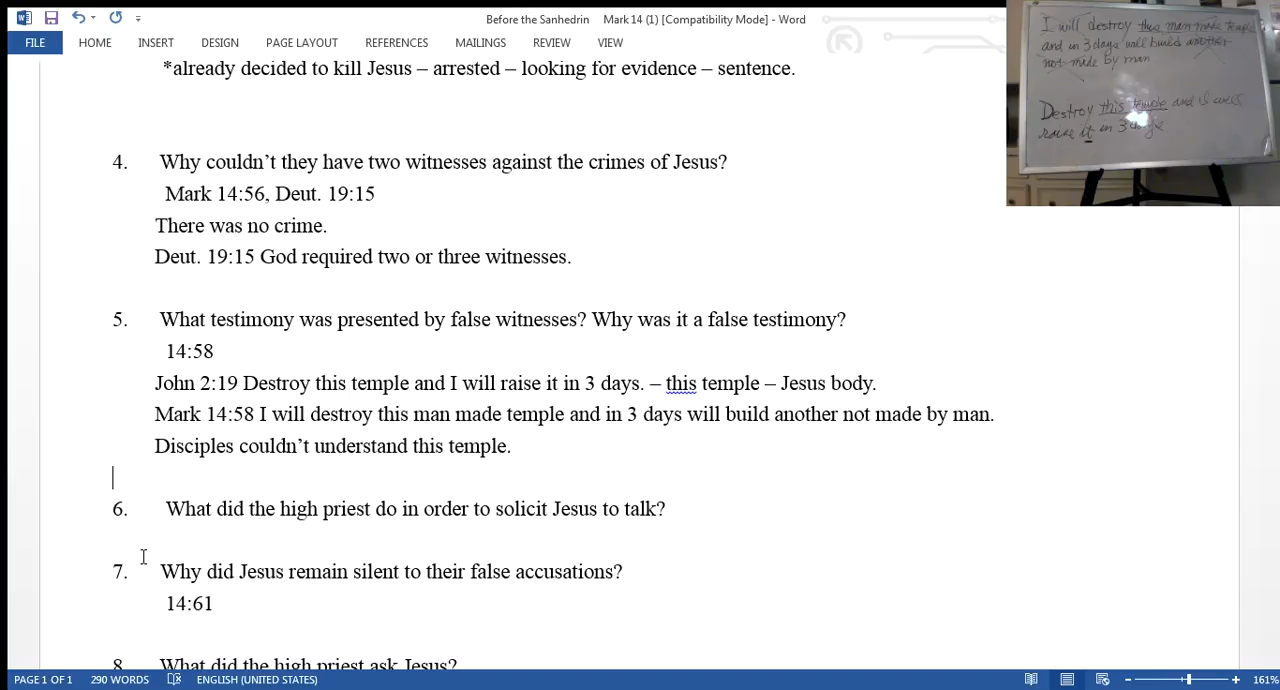 Before the Sanhedrin Mark 14 (1) [Compatibility Mode] - Word
FILE HOME INSERT DESIGN PAGE LAYOUT REFERENCES MAILINGS REVIEW VIEW
I will destroy this man made temple
and in 3 days will build another
not made by man
Destroy this temple and I will
raise it in 3 days.
*already decided to kill Jesus – arrested – looking for evidence – sentence.
4. Why couldn’t they have two witnesses against the crimes of Jesus?
Mark 14:56, Deut. 19:15
There was no crime.
Deut. 19:15 God required two or three witnesses.
5. What testimony was presented by false witnesses? Why was it a false testimony?
14:58
John 2:19 Destroy this temple and I will raise it in 3 days. – this temple – Jesus body.
Mark 14:58 I will destroy this man made temple and in 3 days will build another not made by man.
Disciples couldn’t understand this temple.
6. What did the high priest do in order to solicit Jesus to talk?
7. Why did Jesus remain silent to their false accusations?
14:61
8. What did the high priest ask Jesus?
PAGE 1 OF 1 290 WORDS ENGLISH (UNITED STATES) 161%